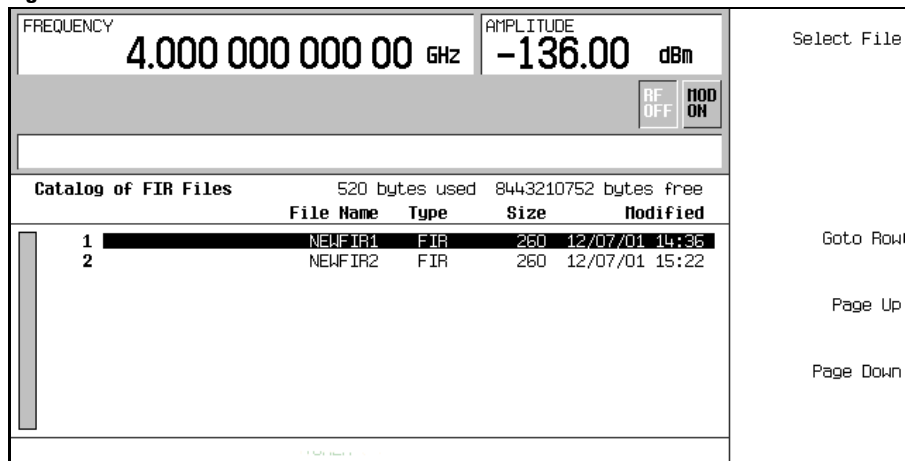 FREQUENCY
4.000 000 000 00 GHz
AMPLITUDE
-136.00 dBm
RF OFF
MOD ON
Catalog of FIR Files 520 bytes used 8443210752 bytes free
File Name Type Size Modified
1 NEWFIR1 FIR 260 12/07/01 14:36
2 NEWFIR2 FIR 260 12/07/01 15:22
Select File
Goto Row
Page Up
Page Down